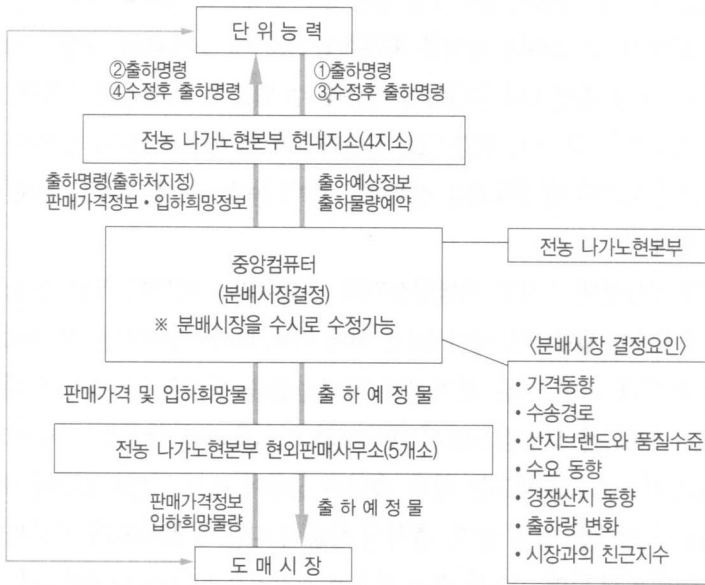 단 위 능 력
②출하명령
④수정후 출하명령
①출하명령
③수정후 출하명령
전농 나가노현본부 현내지소(4지소)
출하명령(출하처지정)
판매가격정보・입하희망정보
출하예상정보
출하물량예약
중앙컴퓨터
(분배시장결정)
※ 분배시장을 수시로 수정가능
전농 나가노현본부
판매가격 및 입하희망물
출 하 예 정 물
전농 나가노현본부 현외판매사무소(5개소)
판매가격정보
입하희망물량
출 하 예 정 물
도 매 시 장
〈분배시장 결정요인〉
• 가격동향
• 수송경로
• 산지브랜드와 품질수준
• 수요 동향
• 경쟁산지 동향
• 출하량 변화
• 시장과의 친근지수